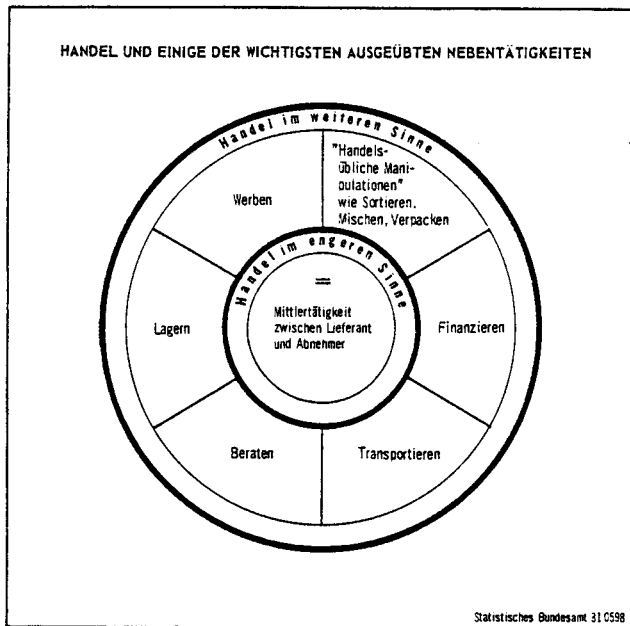 HANDEL UND EINIGE DER WICHTIGSTEN AUSGEÜBTEN NEBENTÄTIGKEITEN
Handel im weiteren Sinne
"Handels-
übliche Mani-
pulationen"
wie Sortieren,
Mischen, Verpacken
Werben
Handel im engeren Sinne
=
Mittlertätigkeit
zwischen Lieferant
und Abnehmer
Lagern
Finanzieren
Beraten
Transportieren
Statistisches Bundesamt 31 0598